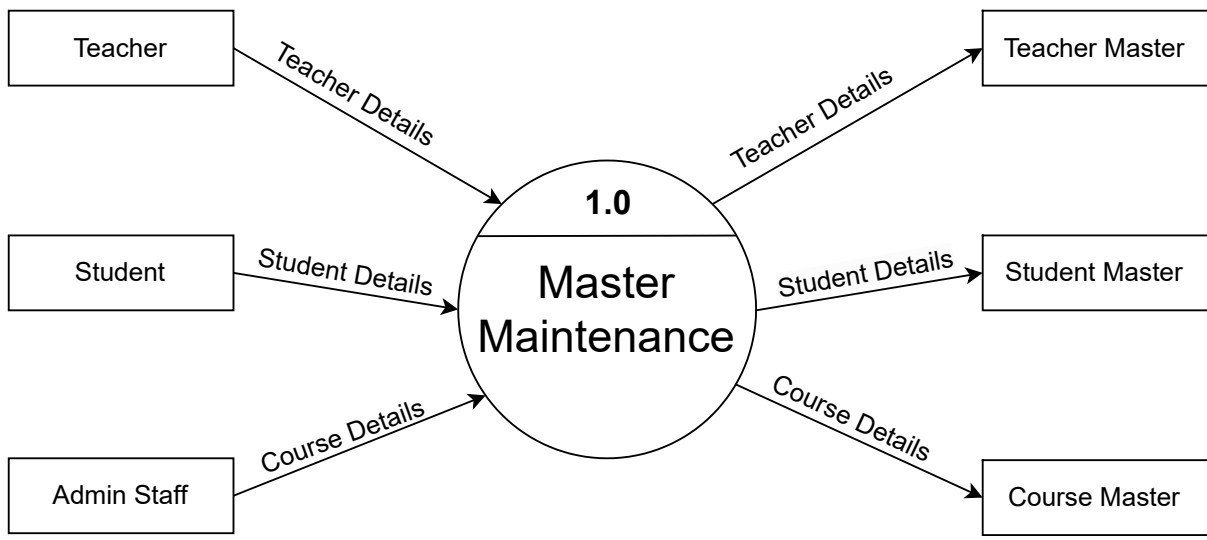 Teacher
Teacher Details
Teacher Details
Teacher Master
1.0
Master
Maintenance
Student
Student Details
Student Details
Student Master
Admin Staff
Course Details
Course Details
Course Master